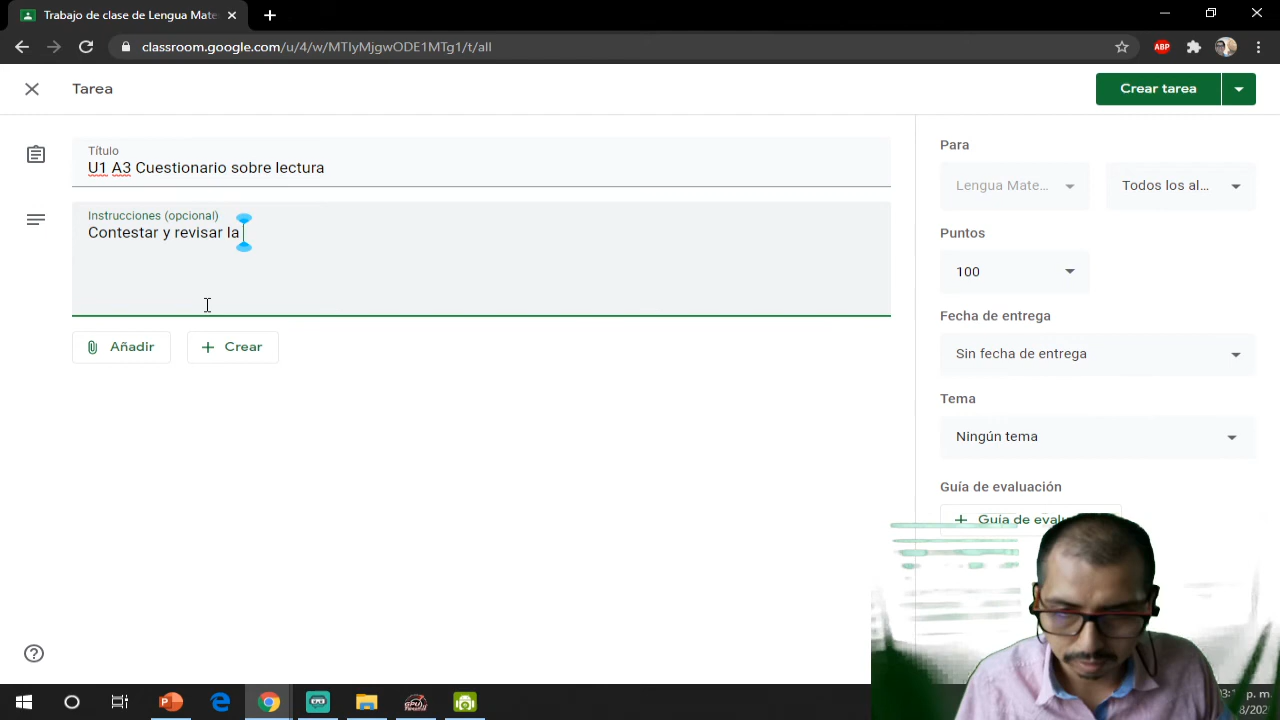 Trabajo de clase de Lengua Mate
classroom.google.com/u/4/w/MTIyMjgwODE1MTg1/t/all
ABP
Tarea
Crear tarea
Título
U1 A3 Cuestionario sobre lectura
Instrucciones (opcional)
Contestar y revisar la
Añadir
Crear
Para
Lengua Mate...
Todos los al...
Puntos
100
Fecha de entrega
Sin fecha de entrega
Tema
Ningún tema
Guía de evaluación
Guía de evalu
p. m.